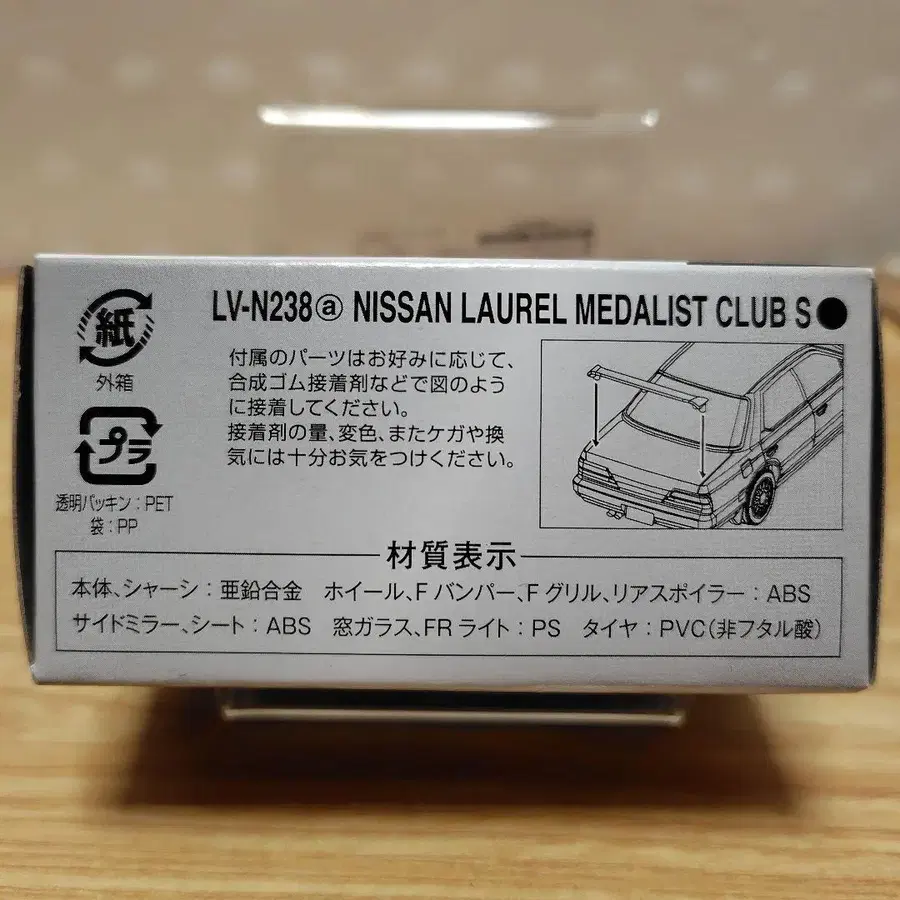 LV-N238ⓐ NISSAN LAUREL MEDALIST CLUB S●
紙
外箱
プラ
透明パッキン：PET
袋：PP
付属のパーツはお好みに応じて、
合成ゴム接着剤などで図のよう
に接着してください。
接着剤の量、変色、またケガや換
気には十分お気をつけください。
材質表示
本体、シャーシ：亜鉛合金　ホイール、Fバンパー、Fグリル、リアスポイラー：ABS
サイドミラー、シート：ABS　窓ガラス、FRライト：PS　タイヤ：PVC（非フタル酸）